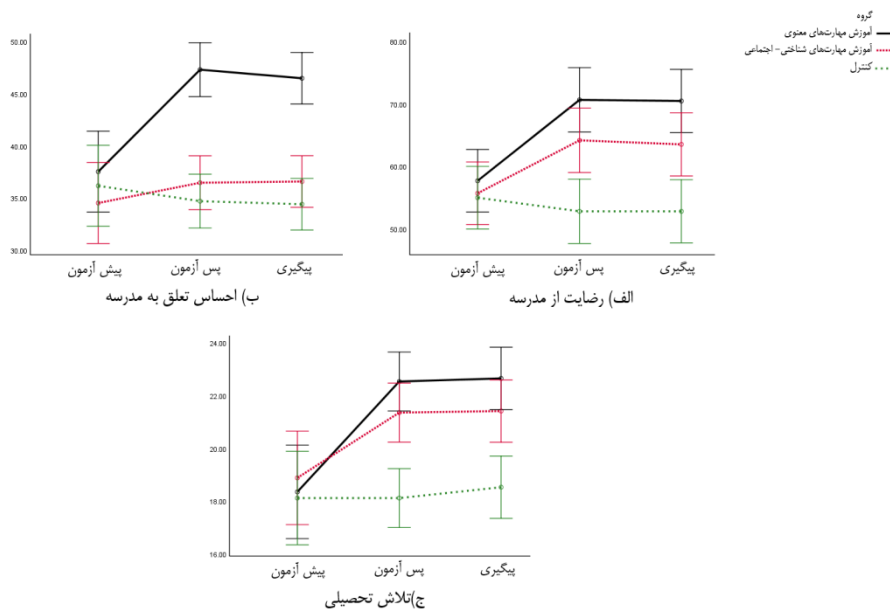 گروه
آموزش مهارت‌های معنوی
آموزش مهارت‌های شناختی- اجتماعی
کنترل
80.00
70.00
60.00
50.00
پیش آزمون
پس آزمون
پیگیری
الف) رضایت از مدرسه
50.00
45.00
40.00
35.00
30.00
پیش آزمون
پس آزمون
پیگیری
ب) احساس تعلق به مدرسه
24.00
22.00
20.00
18.00
16.00
پیش آزمون
پس آزمون
پیگیری
ج)تلاش تحصیلی